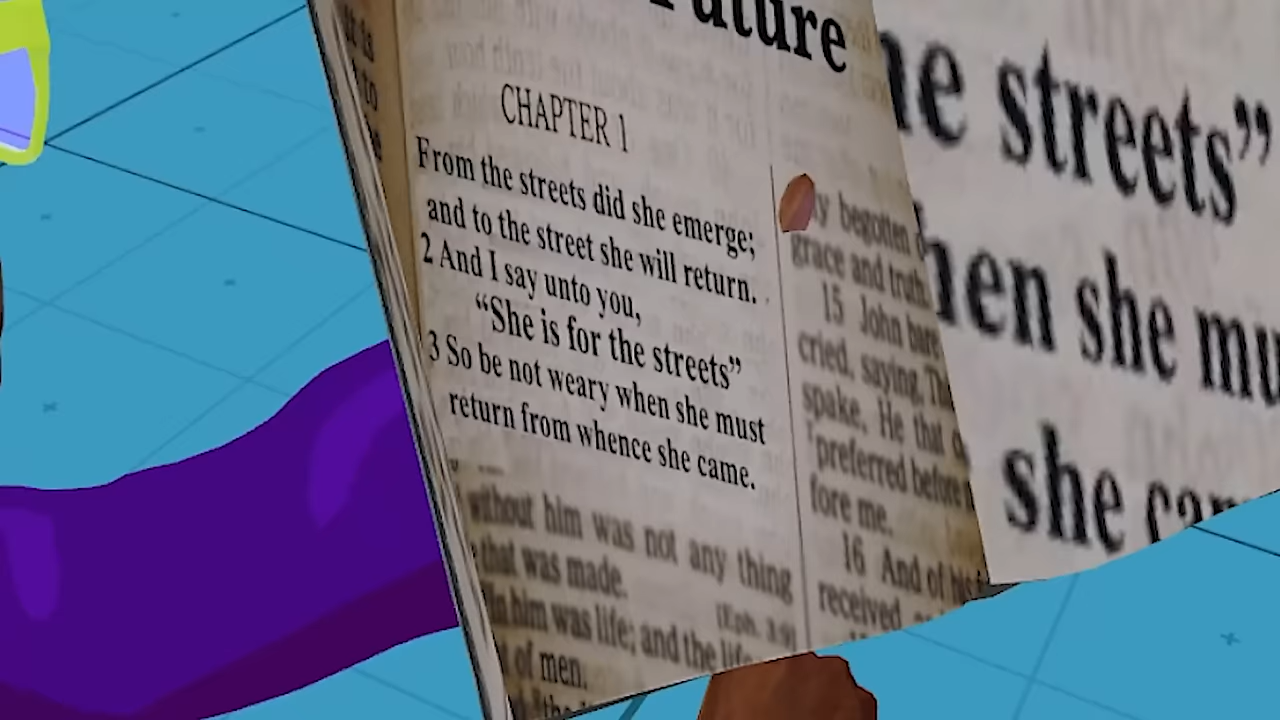 Future
CHAPTER 1
From the streets did she emerge;
and to the street she will return.
2 And I say unto you,
“She is for the streets”
3 So be not weary when she must
return from whence she came.
without him was not any thing
that was made.
In him was life; and the life
of men.
begotten
grace and truth
15 John bare
cried, saying,
spake, He that
preferred before
fore me.
16 And of his
received
streets”
she
she